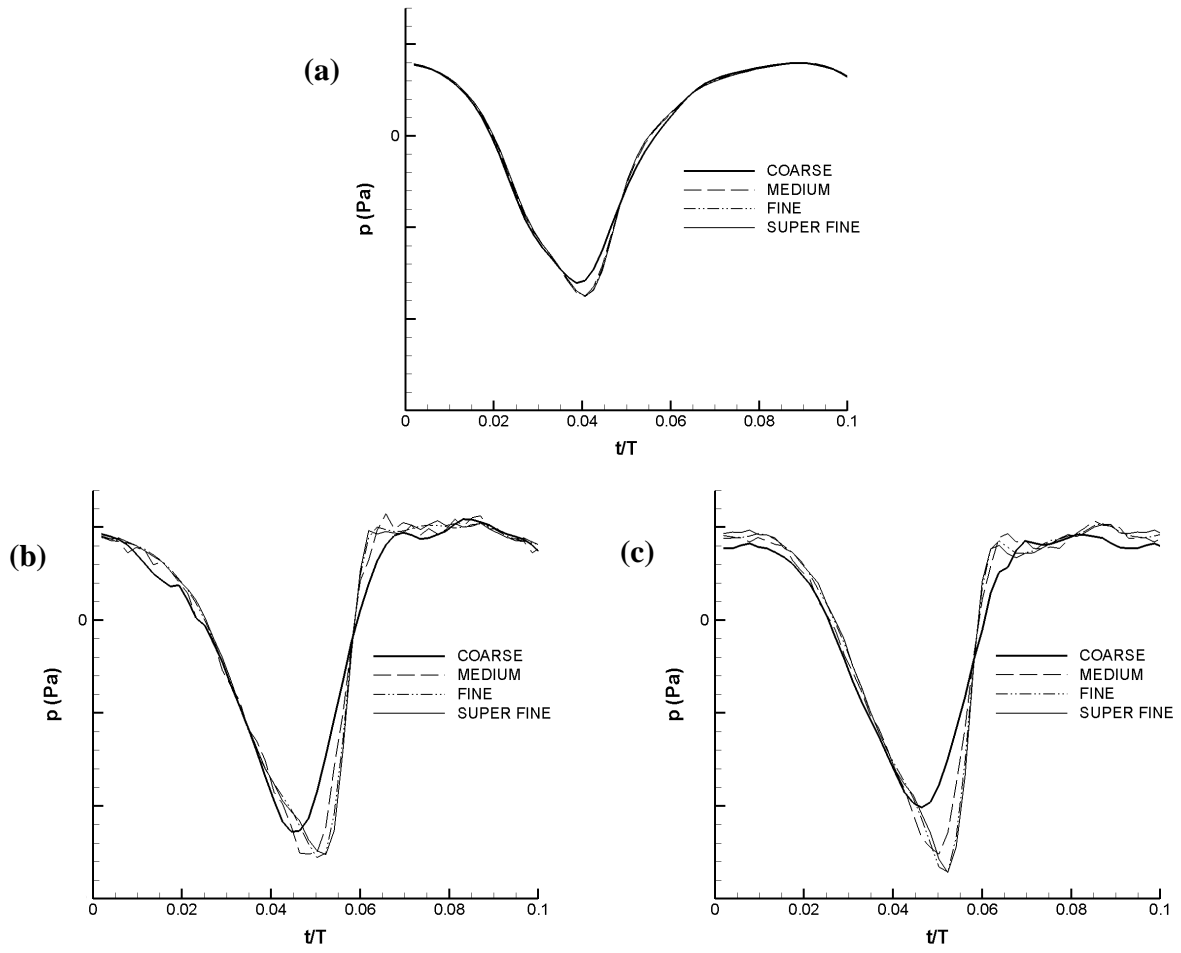 (a)
0
p (Pa)
COARSE
MEDIUM
FINE
SUPER FINE
0 0.02 0.04 0.06 0.08 0.1
t/T
(b)
0
p (Pa)
COARSE
MEDIUM
FINE
SUPER FINE
0 0.02 0.04 0.06 0.08 0.1
t/T
(c)
0
p (Pa)
COARSE
MEDIUM
FINE
SUPER FINE
0 0.02 0.04 0.06 0.08 0.1
t/T